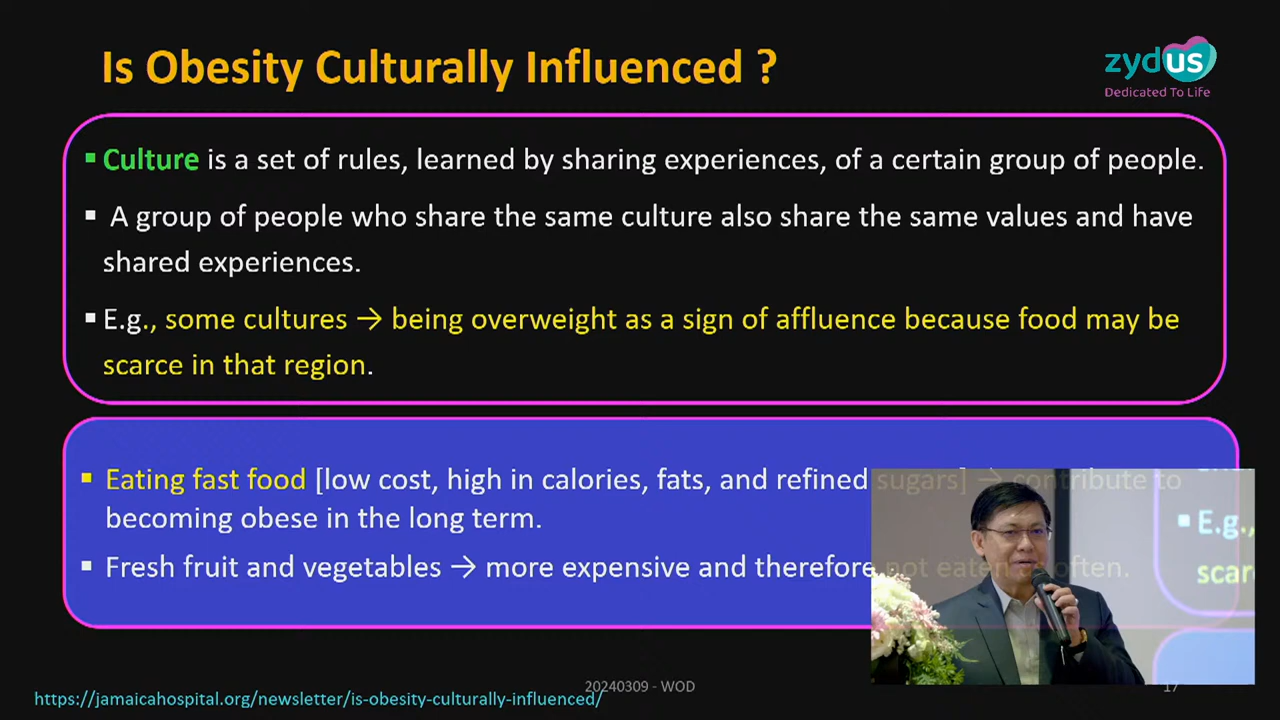 Is Obesity Culturally Influenced ?
zydus
Dedicated To Life
▪ Culture is a set of rules, learned by sharing experiences, of a certain group of people.
▪ A group of people who share the same culture also share the same values and have
shared experiences.
▪ E.g., some cultures → being overweight as a sign of affluence because food may be
scarce in that region.
▪ Eating fast food [low cost, high in calories, fats, and refined sugars] → contribute to
becoming obese in the long term.
▪ Fresh fruit and vegetables → more expensive and therefore not eaten often.
▪ E.g.,
scarc
20240309 - WOD
17
https://jamaicahospital.org/newsletter/is-obesity-culturally-influenced/